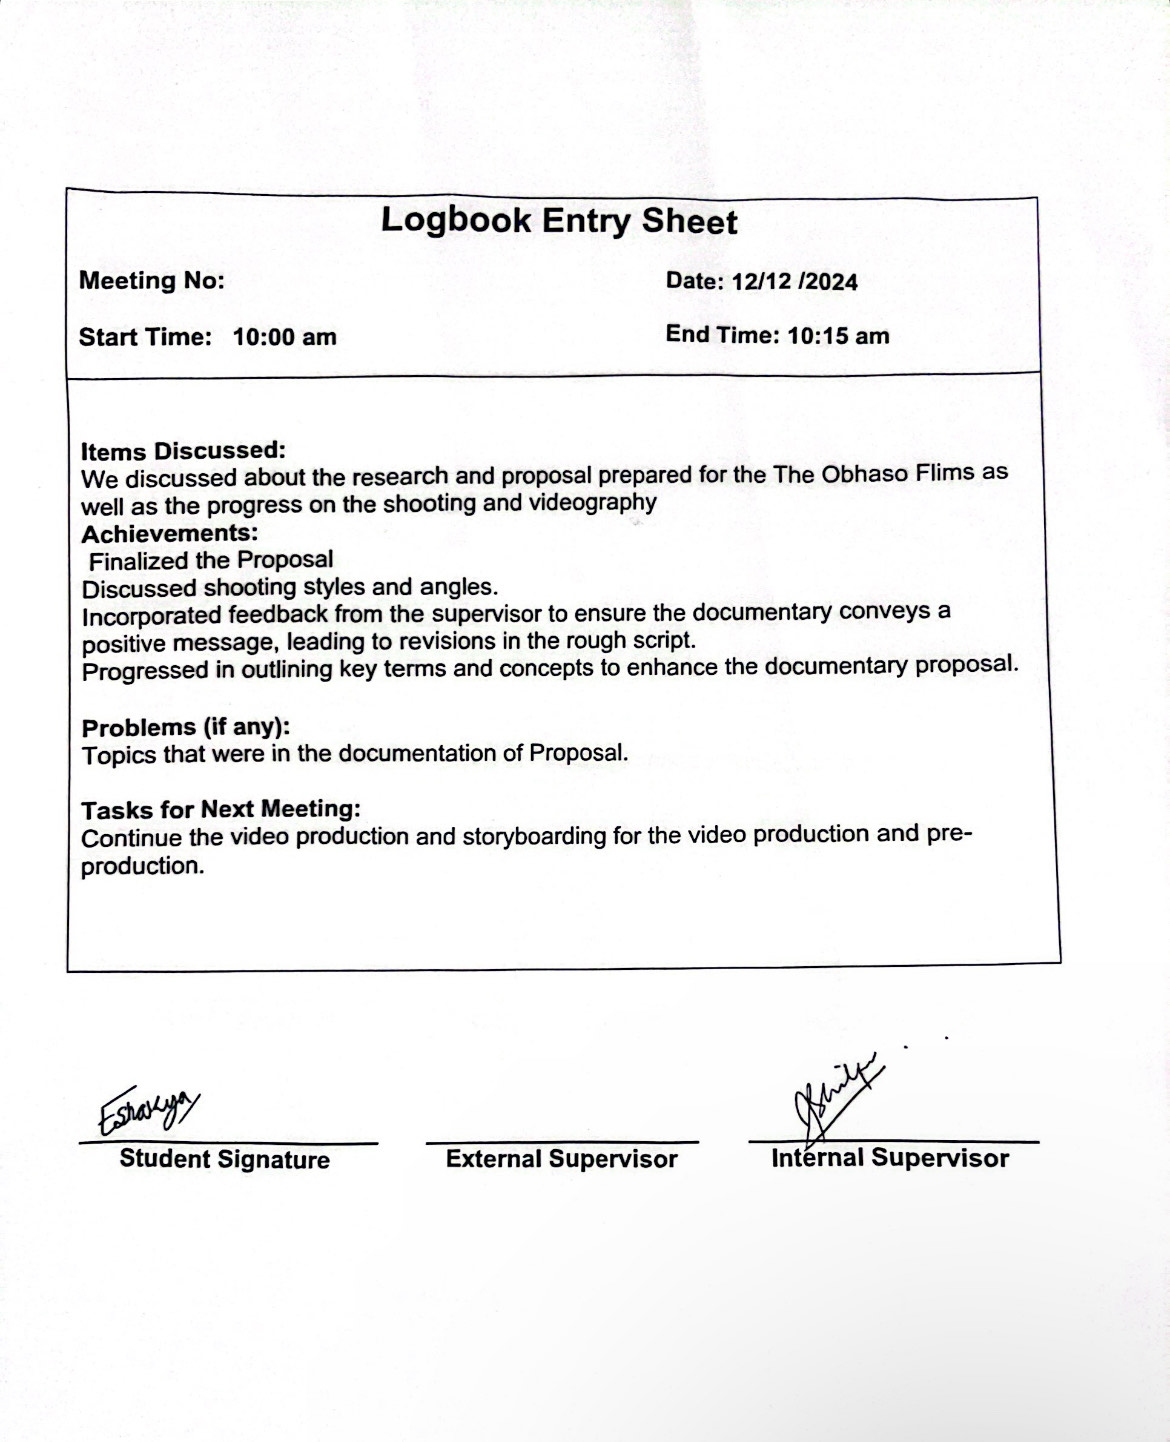 Logbook Entry Sheet
Meeting No:
Date: 12/12 /2024
Start Time: 10:00 am
End Time: 10:15 am
Items Discussed:
We discussed about the research and proposal prepared for the The Obhaso Flims as
well as the progress on the shooting and videography
Achievements:
Finalized the Proposal
Discussed shooting styles and angles.
Incorporated feedback from the supervisor to ensure the documentary conveys a
positive message, leading to revisions in the rough script.
Progressed in outlining key terms and concepts to enhance the documentary proposal.
Problems (if any):
Topics that were in the documentation of Proposal.
Tasks for Next Meeting:
Continue the video production and storyboarding for the video production and pre-
production.
Student Signature
External Supervisor
Internal Supervisor